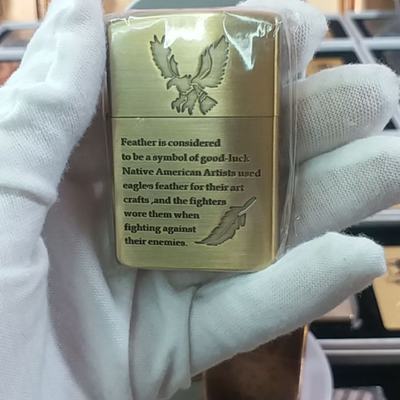 Feather is considered
to be a symbol of good-luck
Native American Artists used
eagles feather for their art
crafts ,and the fighters
wore them when
fighting against
their enemies.